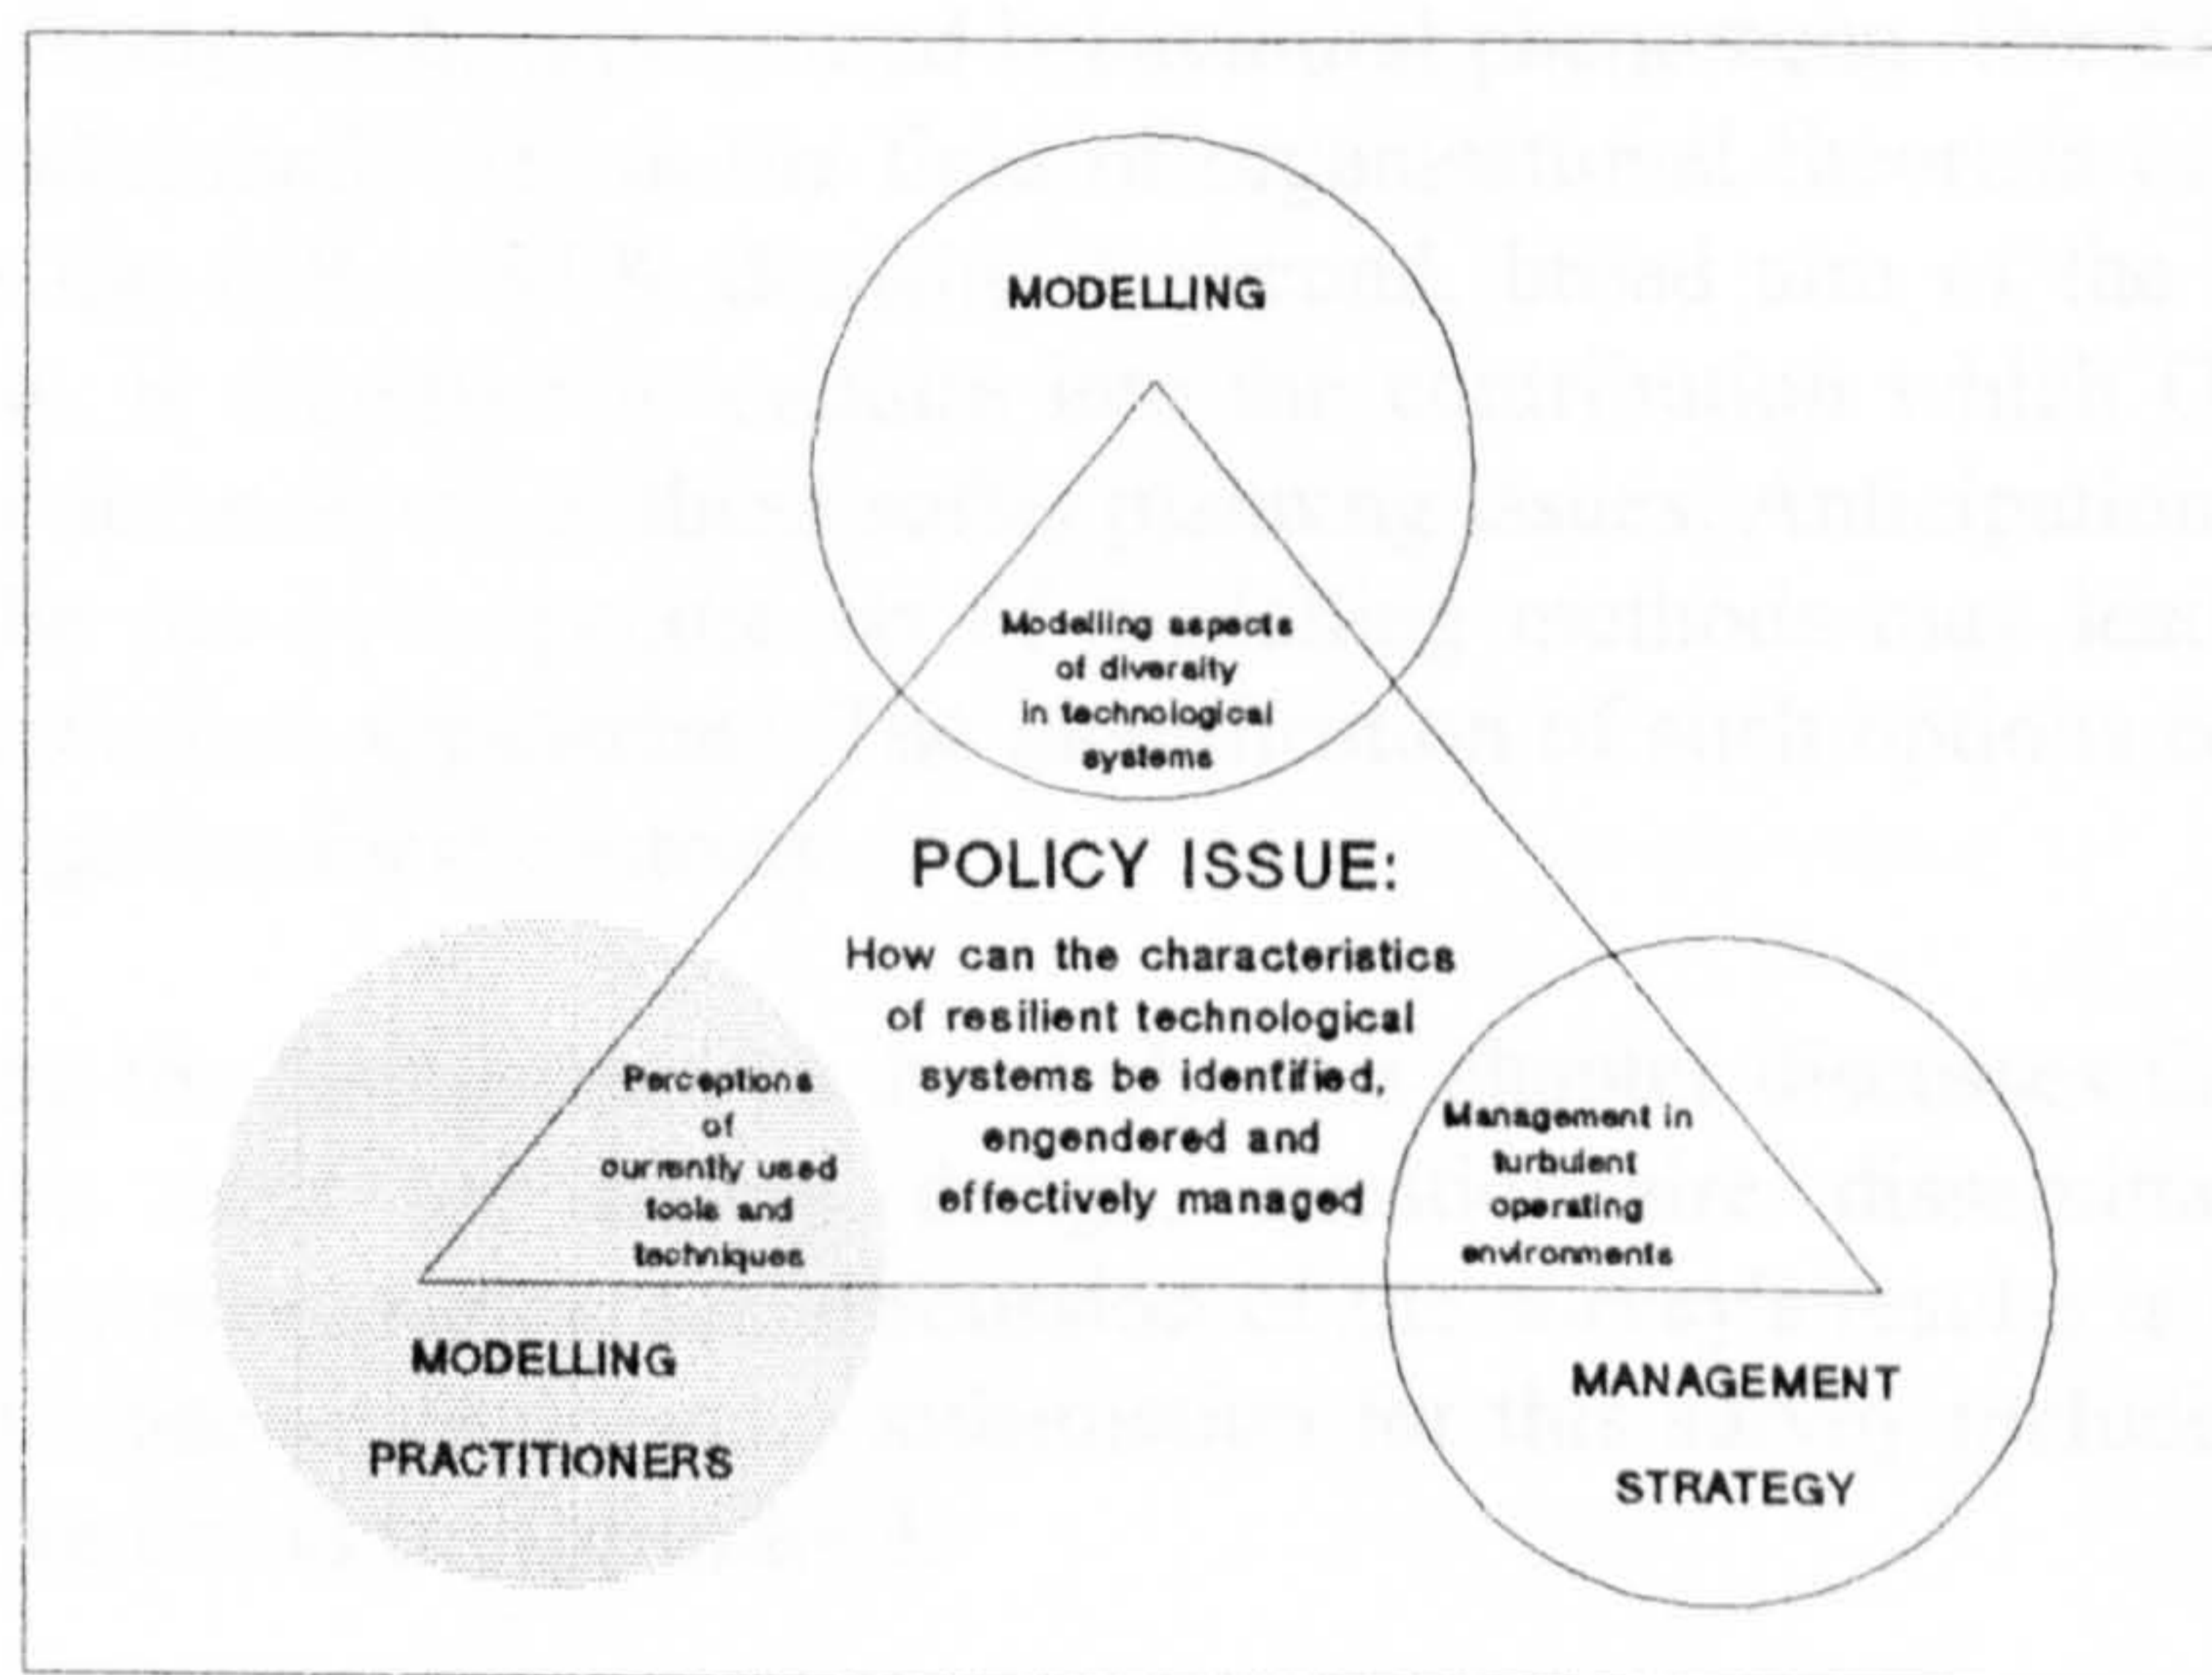 MODELLING
Modelling aspects
of diversity
in technological
systems
POLICY ISSUE:
How can the characteristics
of resilient technological
systems be identified,
engendered and
effectively managed
Perceptions
of
currently used
tools and
techniques
Management in
turbulent
operating
environments
MODELLING
PRACTITIONERS
MANAGEMENT
STRATEGY